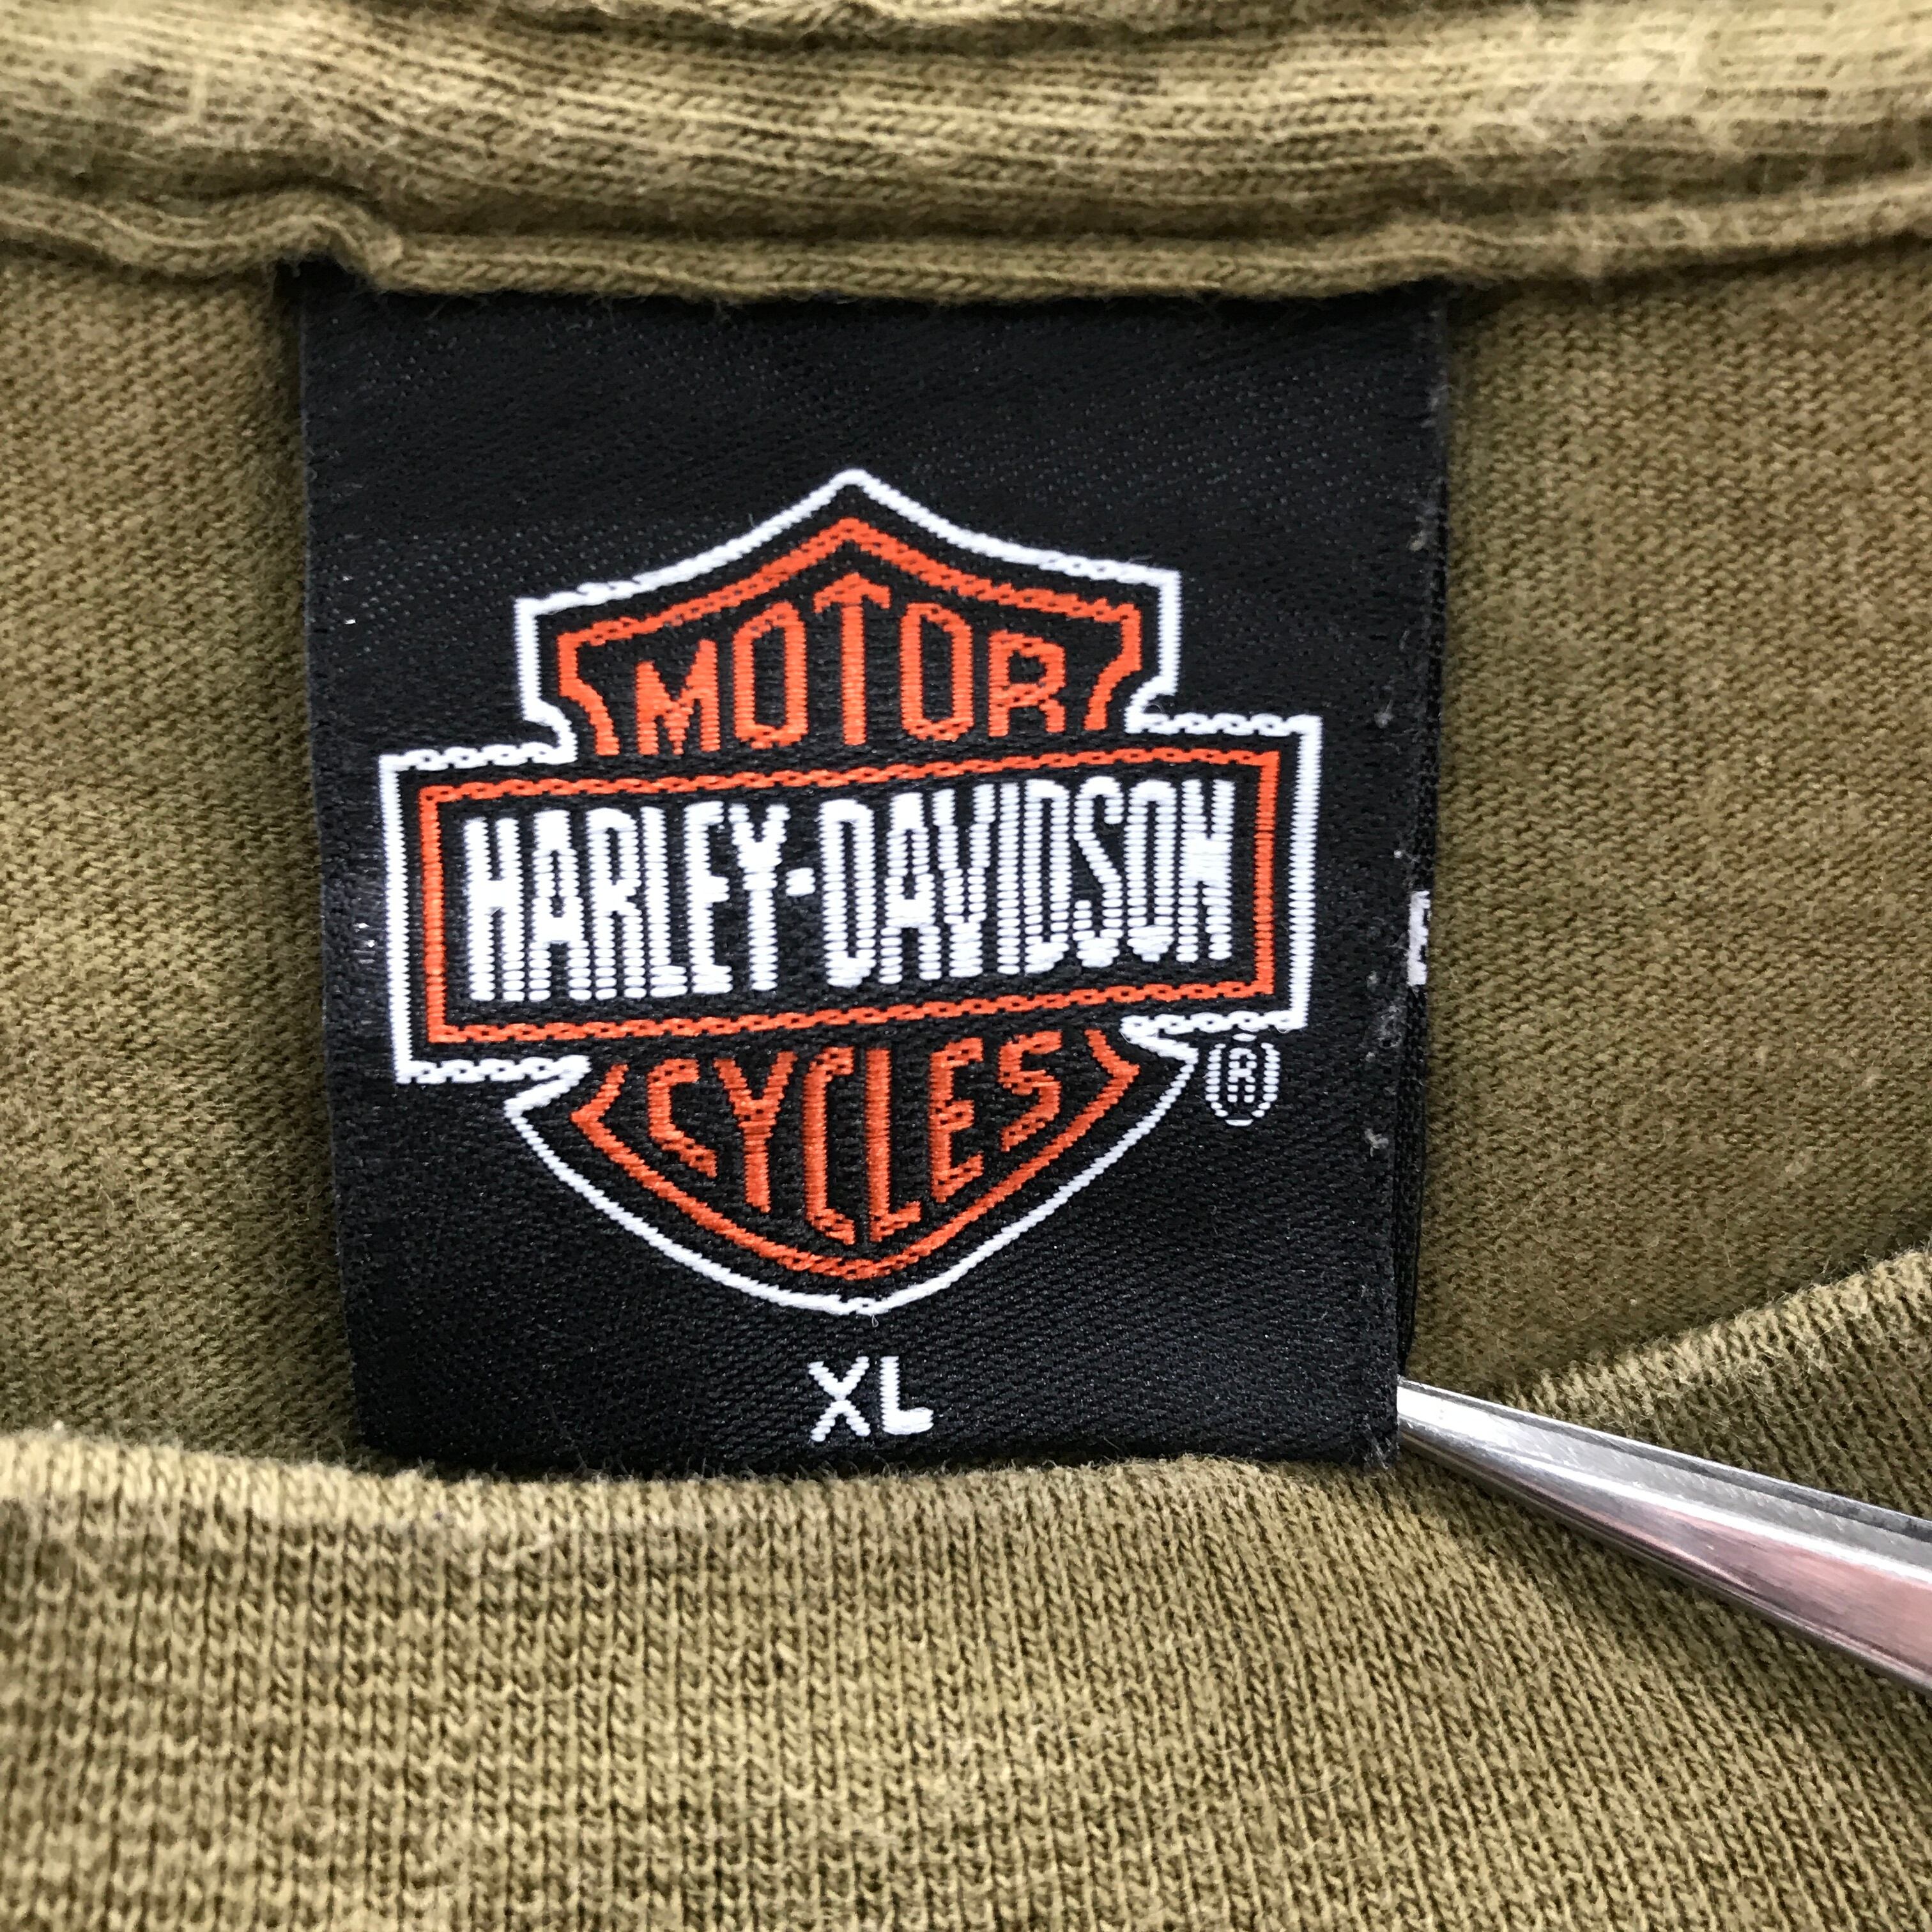 MOTOR
HARLEY-DAVIDSON
CYCLES
®
XL